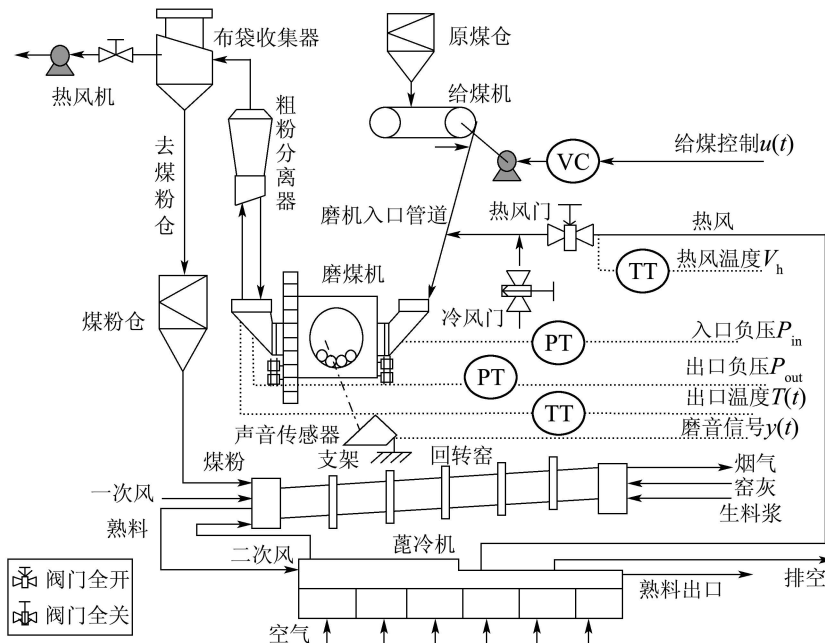 布袋收集器
原煤仓
热风机
给煤机
粗粉分离器
去煤粉仓
VC
给煤控制u(t)
磨机入口管道
热风门
热风
TT
热风温度Vh
磨煤机
煤粉仓
冷风门
PT
入口负压Pin
PT
出口负压Pout
TT
出口温度T(t)
声音传感器
磨音信号y(t)
支架
回转窑
煤粉
烟气
一次风
窑灰
熟料
生料浆
二次风
蓖冷机
阀门全开
熟料出口
排空
阀门全关
空气